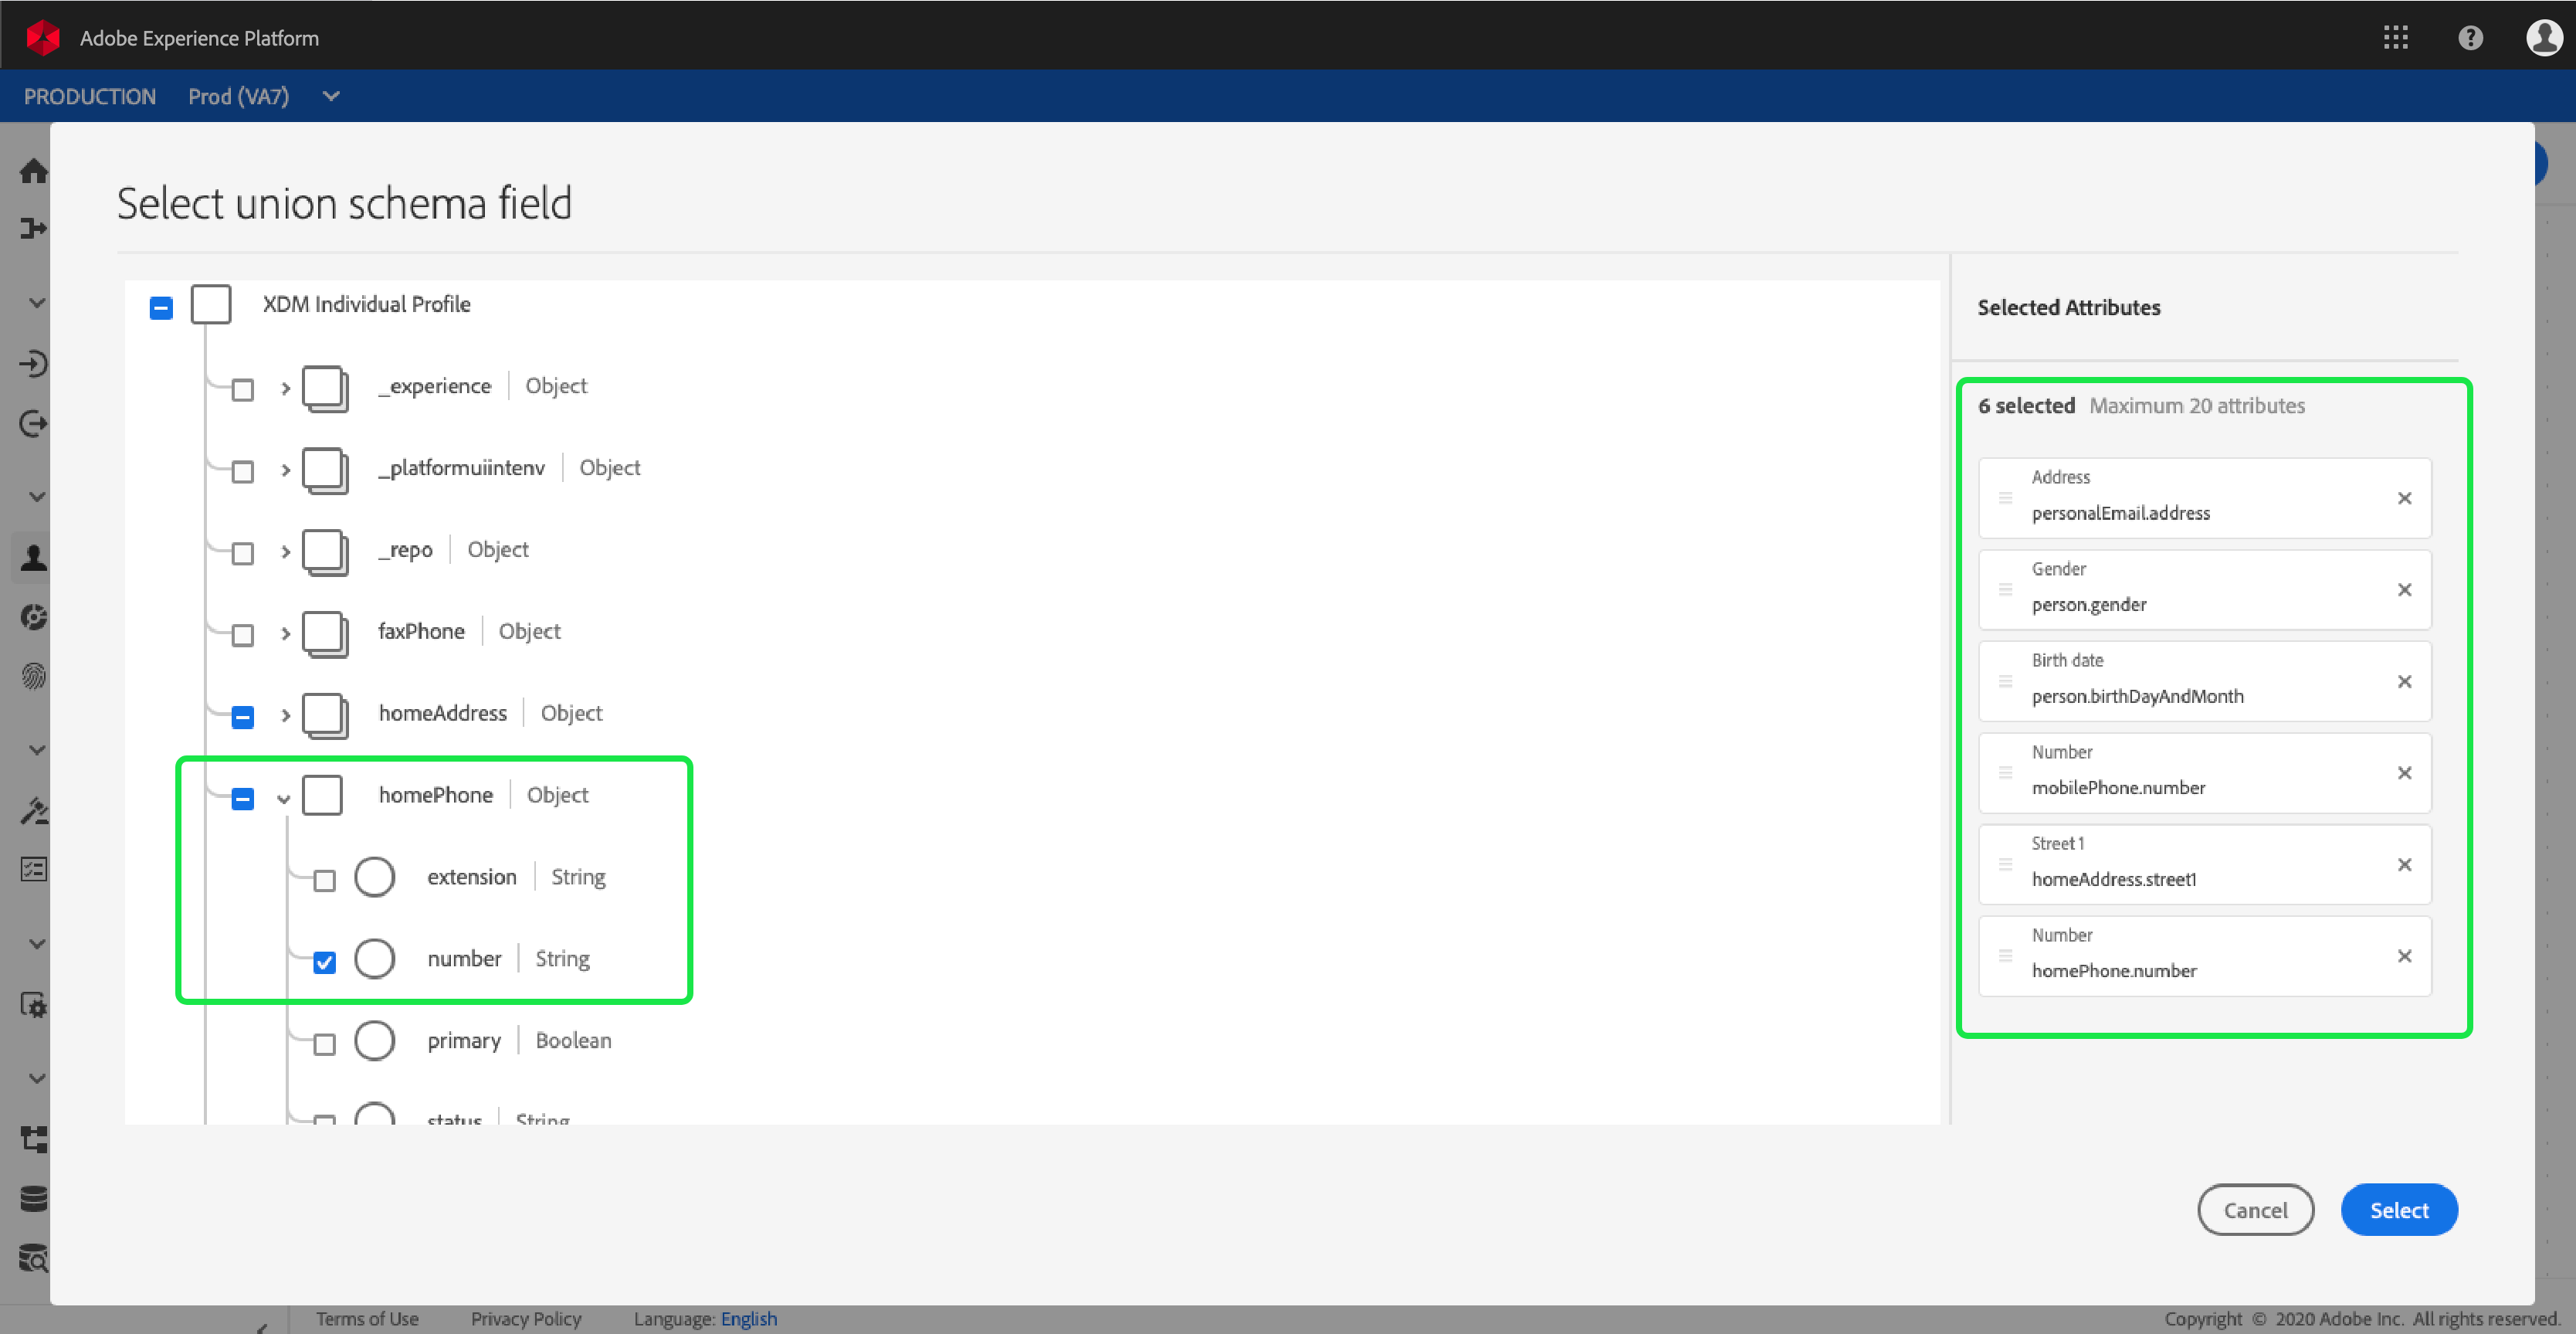 Adobe Experience Platform
PRODUCTION Prod (VA7)
Select union schema field
XDM Individual Profile
_experience Object
_platformuiintenv Object
_repo Object
faxPhone Object
homeAddress Object
homePhone Object
extension String
number String
primary Boolean
status String
Selected Attributes
6 selected Maximum 20 attributes
Address
personalEmail.address
Gender
person.gender
Birth date
person.birthDayAndMonth
Number
mobilePhone.number
Street 1
homeAddress.street1
Number
homePhone.number
Cancel Select
Terms of Use Privacy Policy Language: English Copyright © 2020 Adobe Inc. All rights reserved.